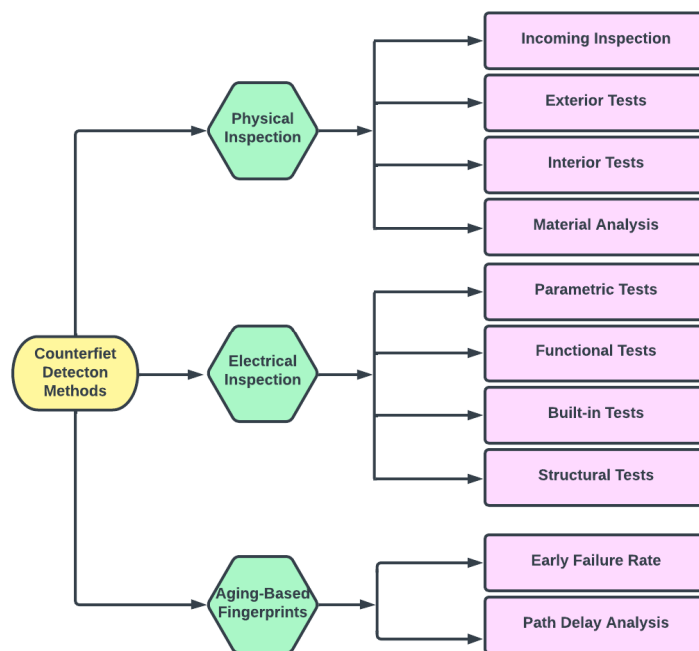 Incoming Inspection
Physical
Inspection
Exterior Tests
Interior Tests
Material Analysis
Counterfiet
Detecton
Methods
Electrical
Inspection
Parametric Tests
Functional Tests
Built-in Tests
Structural Tests
Aging-Based
Fingerprints
Early Failure Rate
Path Delay Analysis